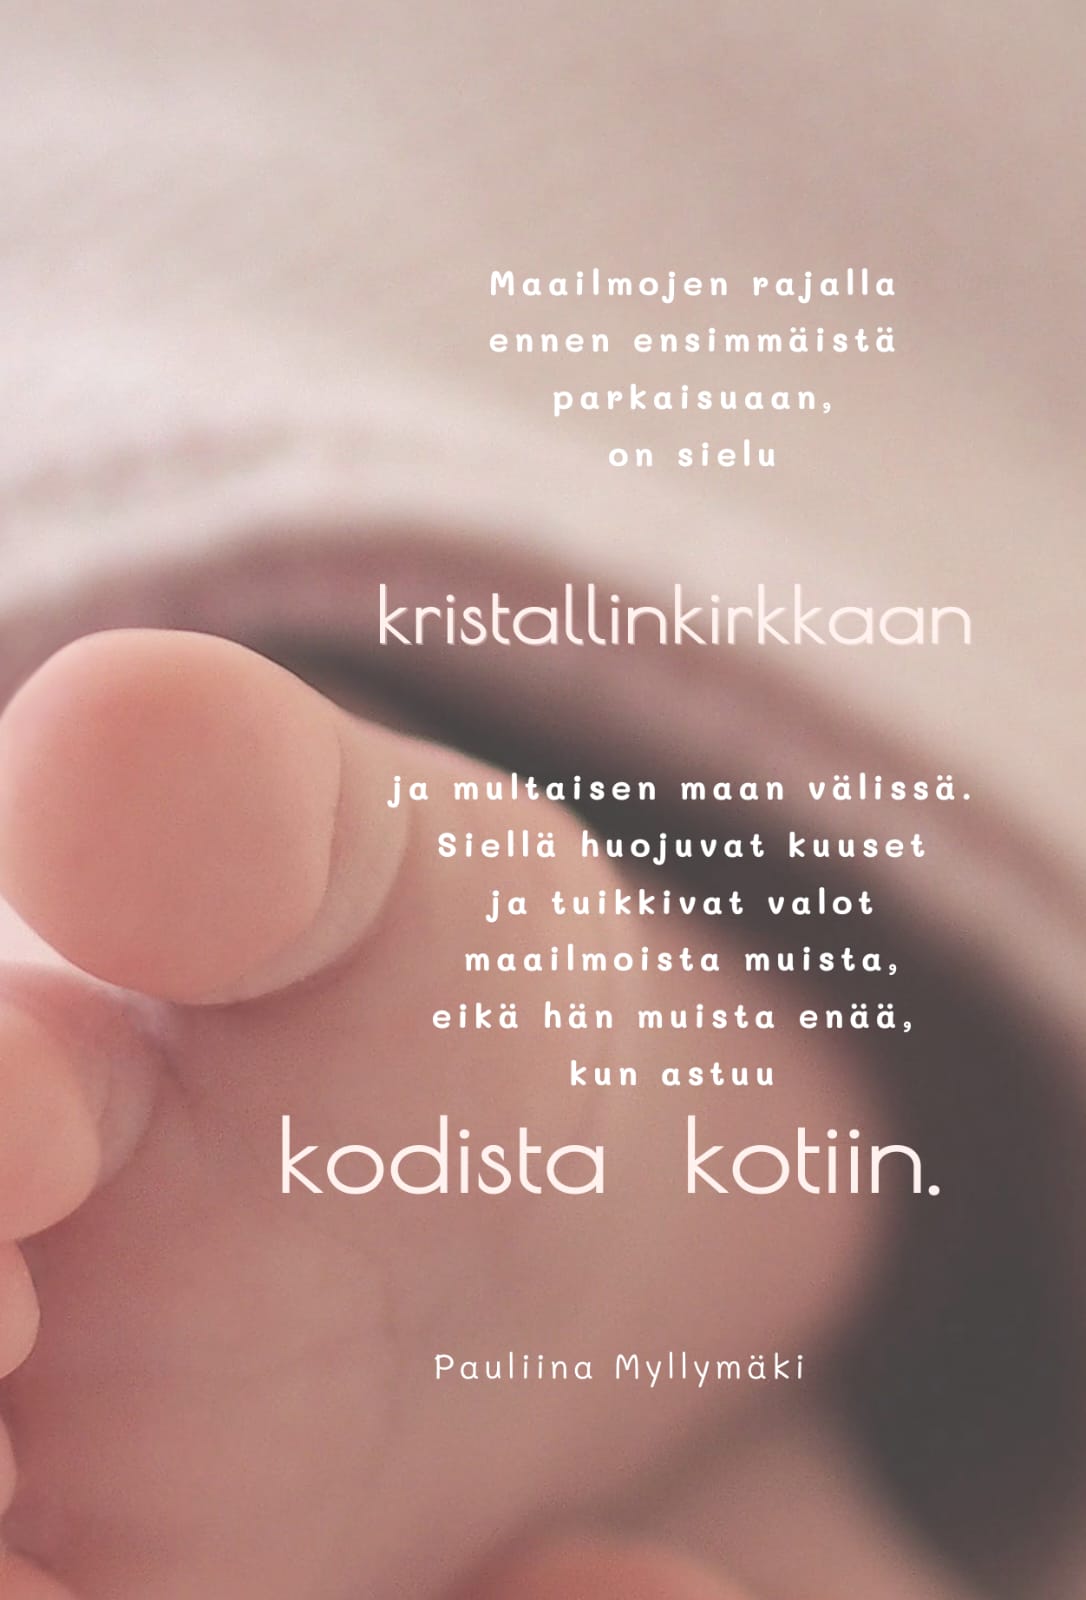 Maailmojen rajalla
ennen ensimmäistä
parkaisuaan,
on sielu
kristallinkirkkaan
ja multaisen maan välissä.
Siellä huojuvat kuuset
ja tuikkivat valot
maailmoista muista,
eikä hän muista enää,
kun astuu
kodista kotiin.
Pauliina Myllymäki